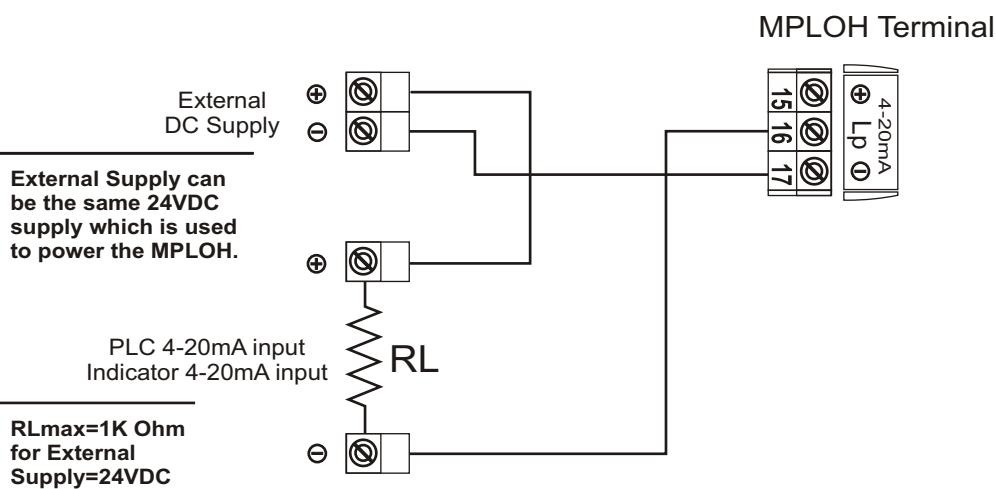 MPLOH Terminal
External
DC Supply
⊕
⊖
15
16
17
⊕ Lp ⊖
4-20mA
External Supply can
be the same 24VDC
supply which is used
to power the MPLOH.
⊕
PLC 4-20mA input
Indicator 4-20mA input
RL
RLmax=1K Ohm
for External
Supply=24VDC
⊖